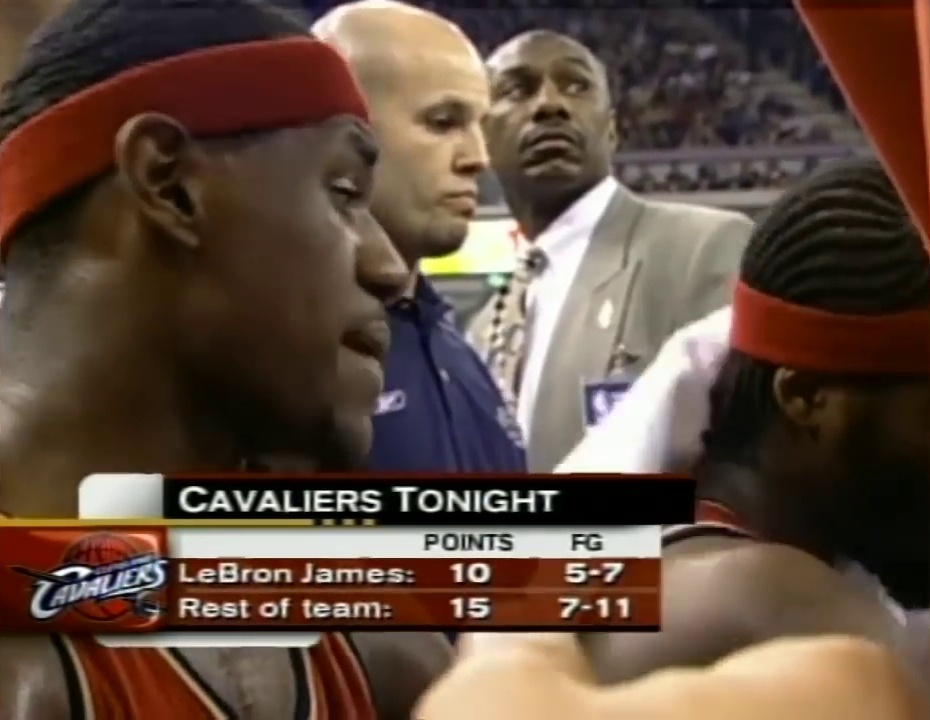 CAVALIERS TONIGHT
POINTS FG
CAVALIERS
LeBron James: 10 5-7
Rest of team: 15 7-11